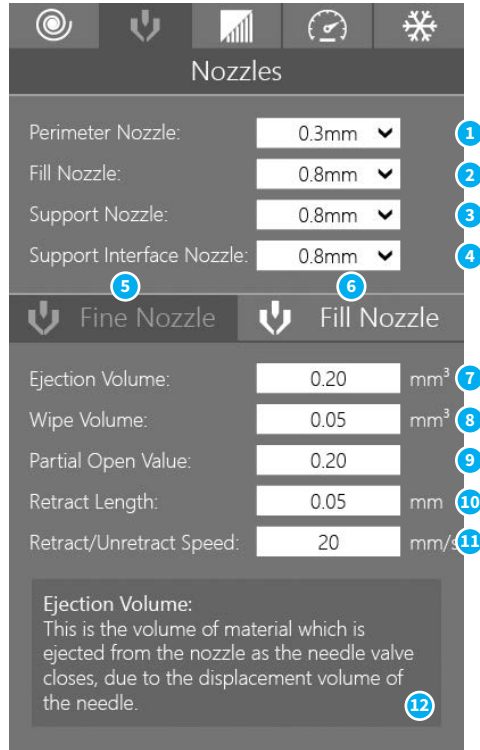 Nozzles
Perimeter Nozzle: 0.3mm 1
Fill Nozzle: 0.8mm 2
Support Nozzle: 0.8mm 3
Support Interface Nozzle: 0.8mm 4
5 6
Fine Nozzle Fill Nozzle
Ejection Volume: 0.20 mm³ 7
Wipe Volume: 0.05 mm³ 8
Partial Open Value: 0.20 9
Retract Length: 0.05 mm 10
Retract/Unretract Speed: 20 mm/s 11
Ejection Volume:
This is the volume of material which is
ejected from the nozzle as the needle valve
closes, due to the displacement volume of
the needle. 12